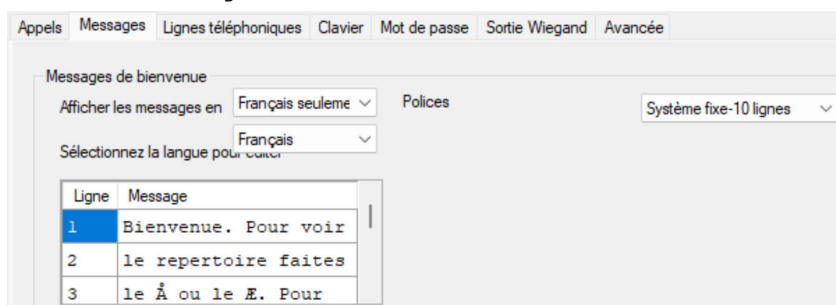 Appels Messages Lignes téléphoniques Clavier Mot de passe Sortie Wiegand Avancée
Messages de bienvenue
Afficher les messages en Français seuleme Polices Système fixe-10 lignes
Français
Sélectionnez la langue pour éditer
Ligne Message
1 Bienvenue. Pour voir
2 le repertoire faites
3 le Å ou le Æ. Pour